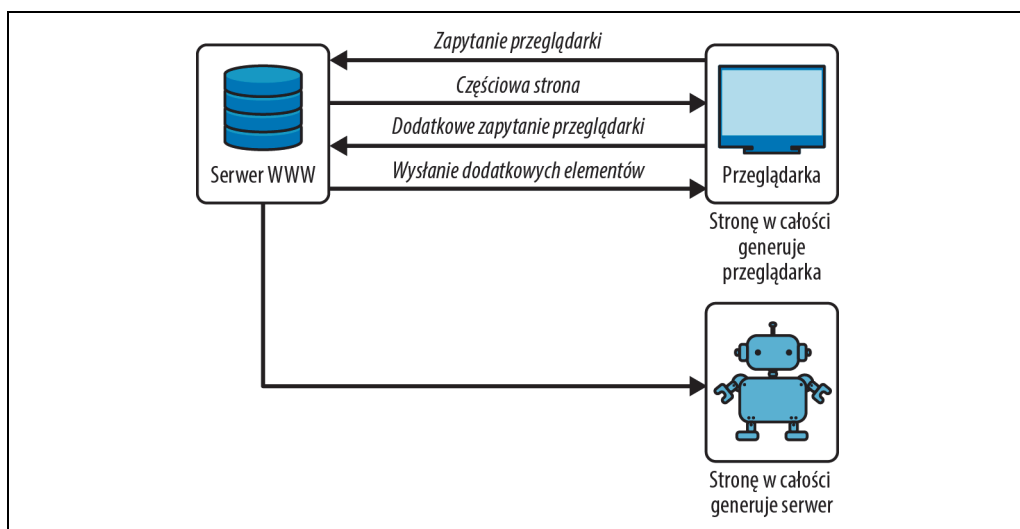 Zapytanie przeglądarki
Częściowa strona
Dodatkowe zapytanie przeglądarki
Wysłanie dodatkowych elementów
Serwer WWW
Przeglądarka
Stronę w całości
generuje
przeglądarka
Stronę w całości
generuje serwer